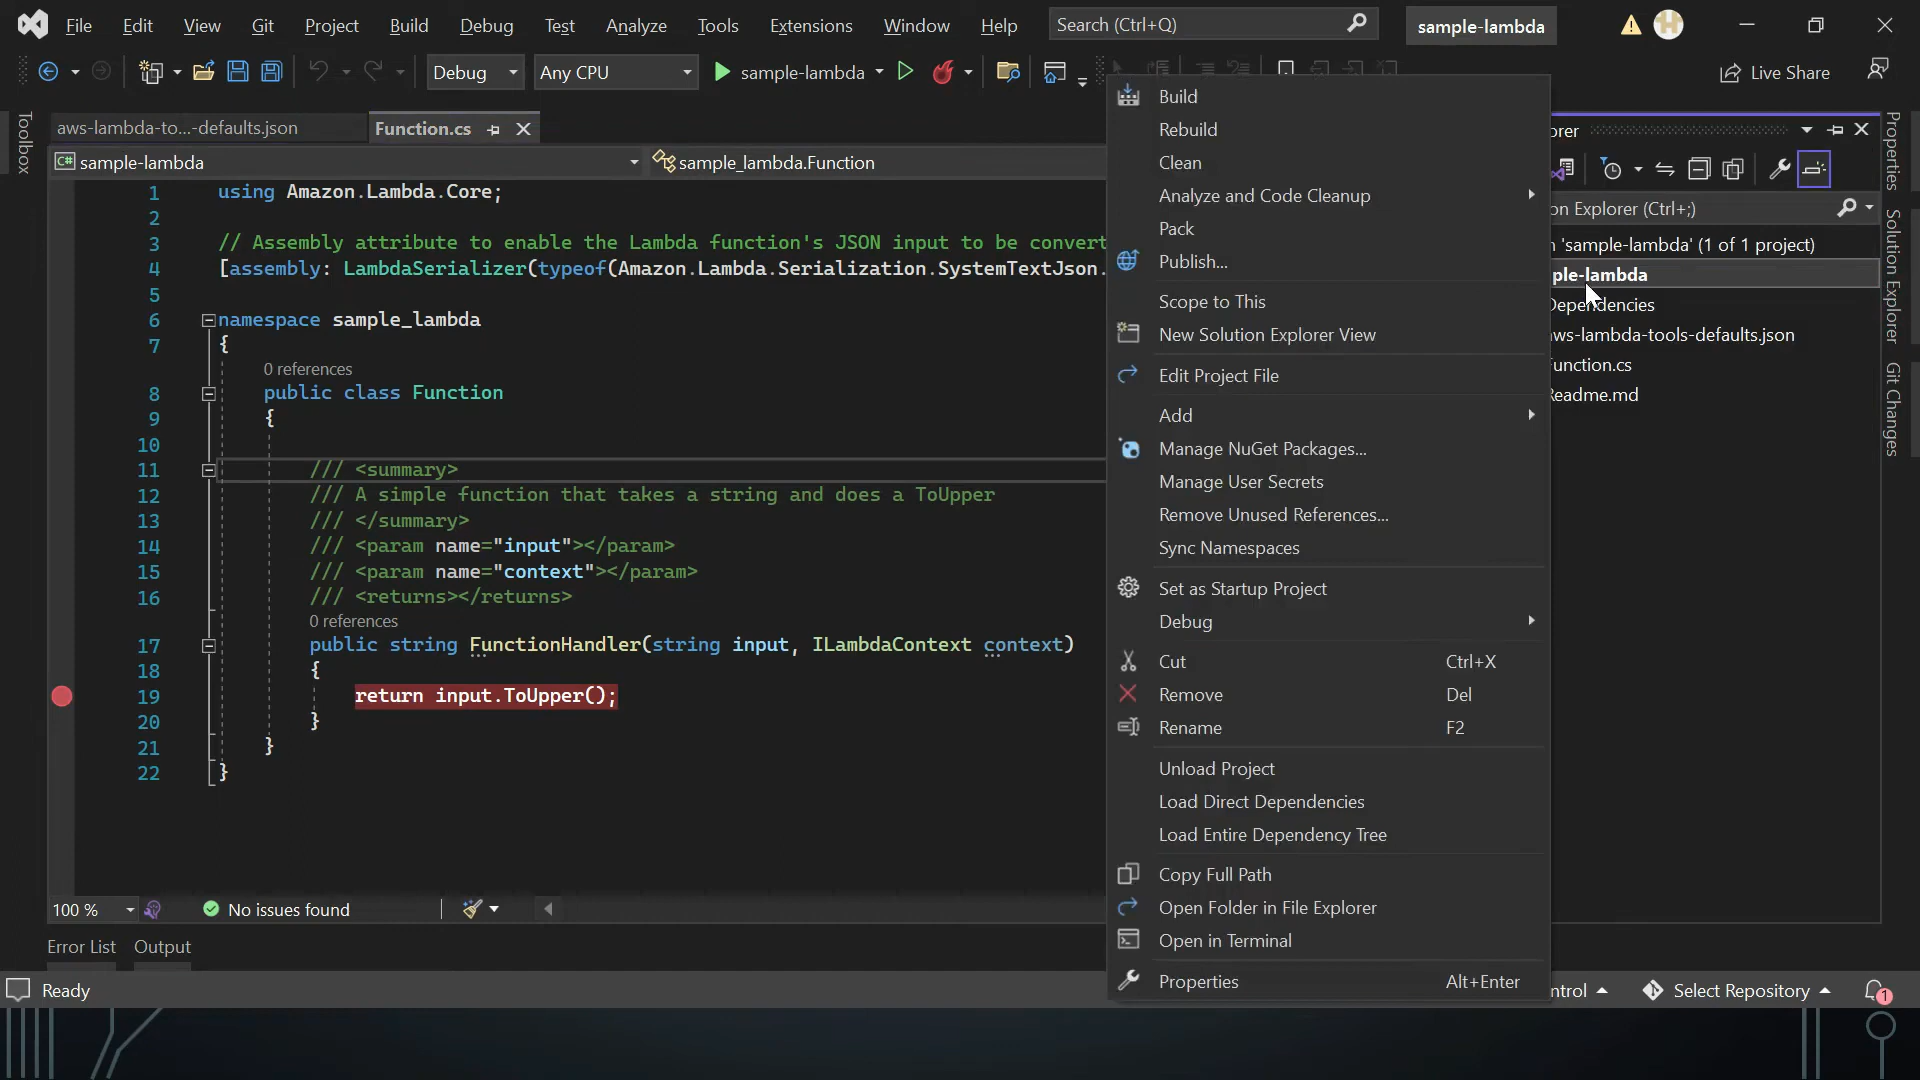 File Edit View Git Project Build Debug Test Analyze Tools Extensions Window Help Search (Ctrl+Q) sample-lambda
Debug Any CPU sample-lambda Live Share
Toolbox
aws-lambda-to...-defaults.json Function.cs
sample-lambda sample_lambda.Function
1 using Amazon.Lambda.Core;
2
3 // Assembly attribute to enable the Lambda function's JSON input to be convert
4 [assembly: LambdaSerializer(typeof(Amazon.Lambda.Serialization.SystemTextJson.
5
6 namespace sample_lambda
7 {
0 references
8 public class Function
9 {
10
11 /// <summary>
12 /// A simple function that takes a string and does a ToUpper
13 /// </summary>
14 /// <param name="input"></param>
15 /// <param name="context"></param>
16 /// <returns></returns>
0 references
17 public string FunctionHandler(string input, ILambdaContext context)
18 {
19 return input.ToUpper();
20 }
21 }
22 }
100 % No issues found
Error List Output
Ready
Build
Rebuild
Clean
Analyze and Code Cleanup
Pack
Publish...
Scope to This
New Solution Explorer View
Edit Project File
Add
Manage NuGet Packages...
Manage User Secrets
Remove Unused References...
Sync Namespaces
Set as Startup Project
Debug
Cut Ctrl+X
Remove Del
Rename F2
Unload Project
Load Direct Dependencies
Load Entire Dependency Tree
Copy Full Path
Open Folder in File Explorer
Open in Terminal
Properties Alt+Enter
orer
on Explorer (Ctrl+;)
n 'sample-lambda' (1 of 1 project)
ple-lambda
Dependencies
aws-lambda-tools-defaults.json
Function.cs
Readme.md
Properties
Solution Explorer
Git Changes
ntrol Select Repository 1